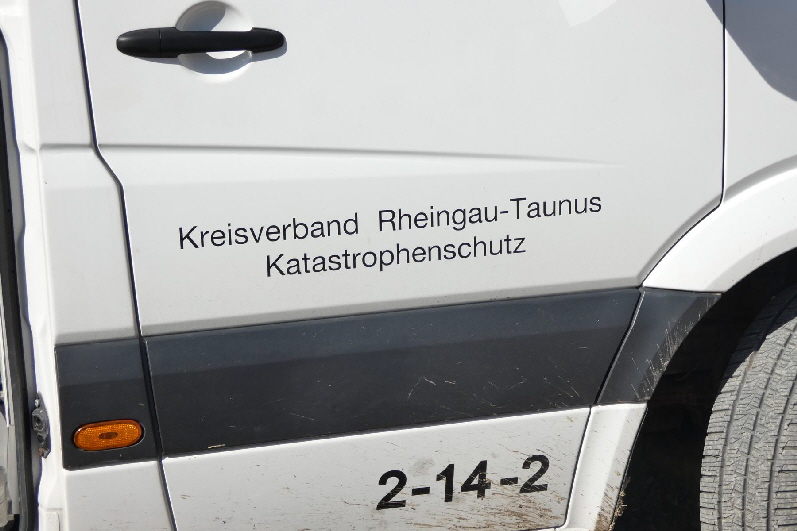 Kreisverband Rheingau-Taunus
Katastrophenschutz
2-14-2